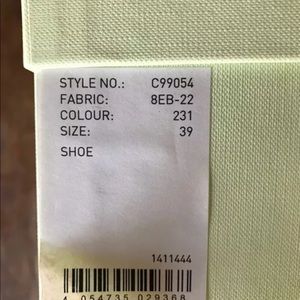 STYLE NO.: C99054
FABRIC: 8EB-22
COLOUR: 231
SIZE: 39
SHOE
1411444
4 054735 029368